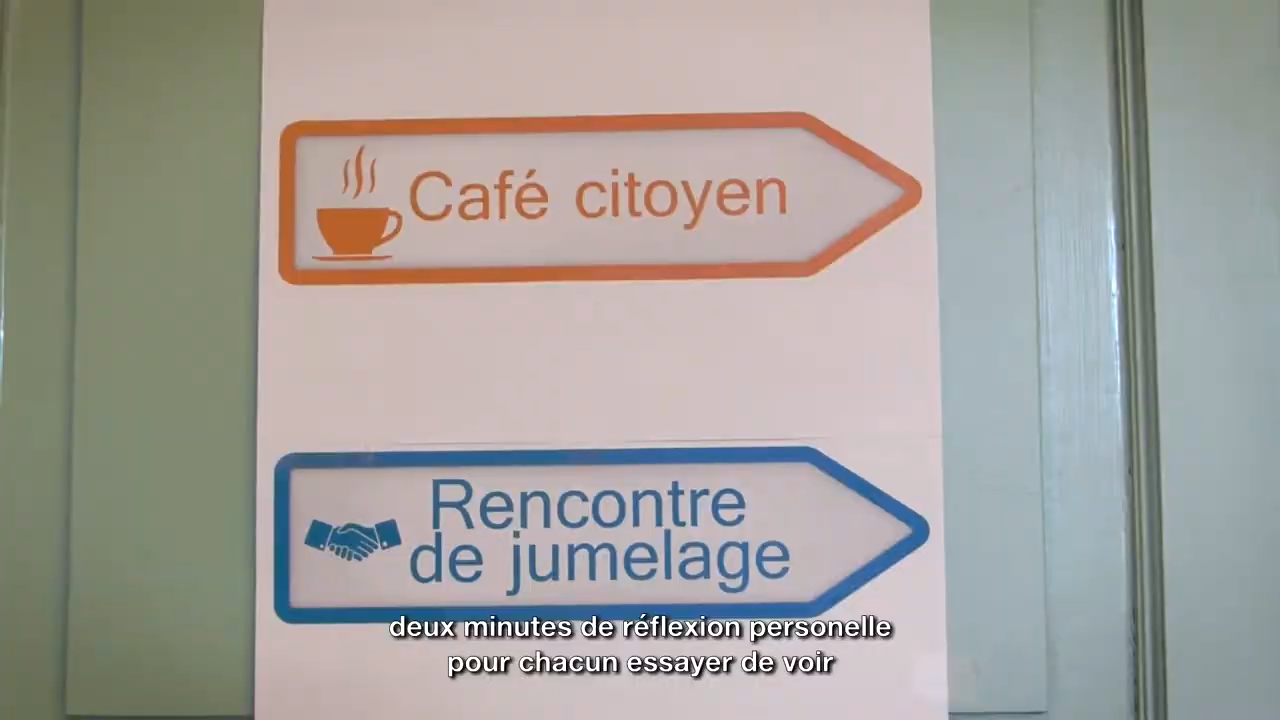 Café citoyen
Rencontre
de jumelage
deux minutes de réflexion personelle
pour chacun essayer de voir